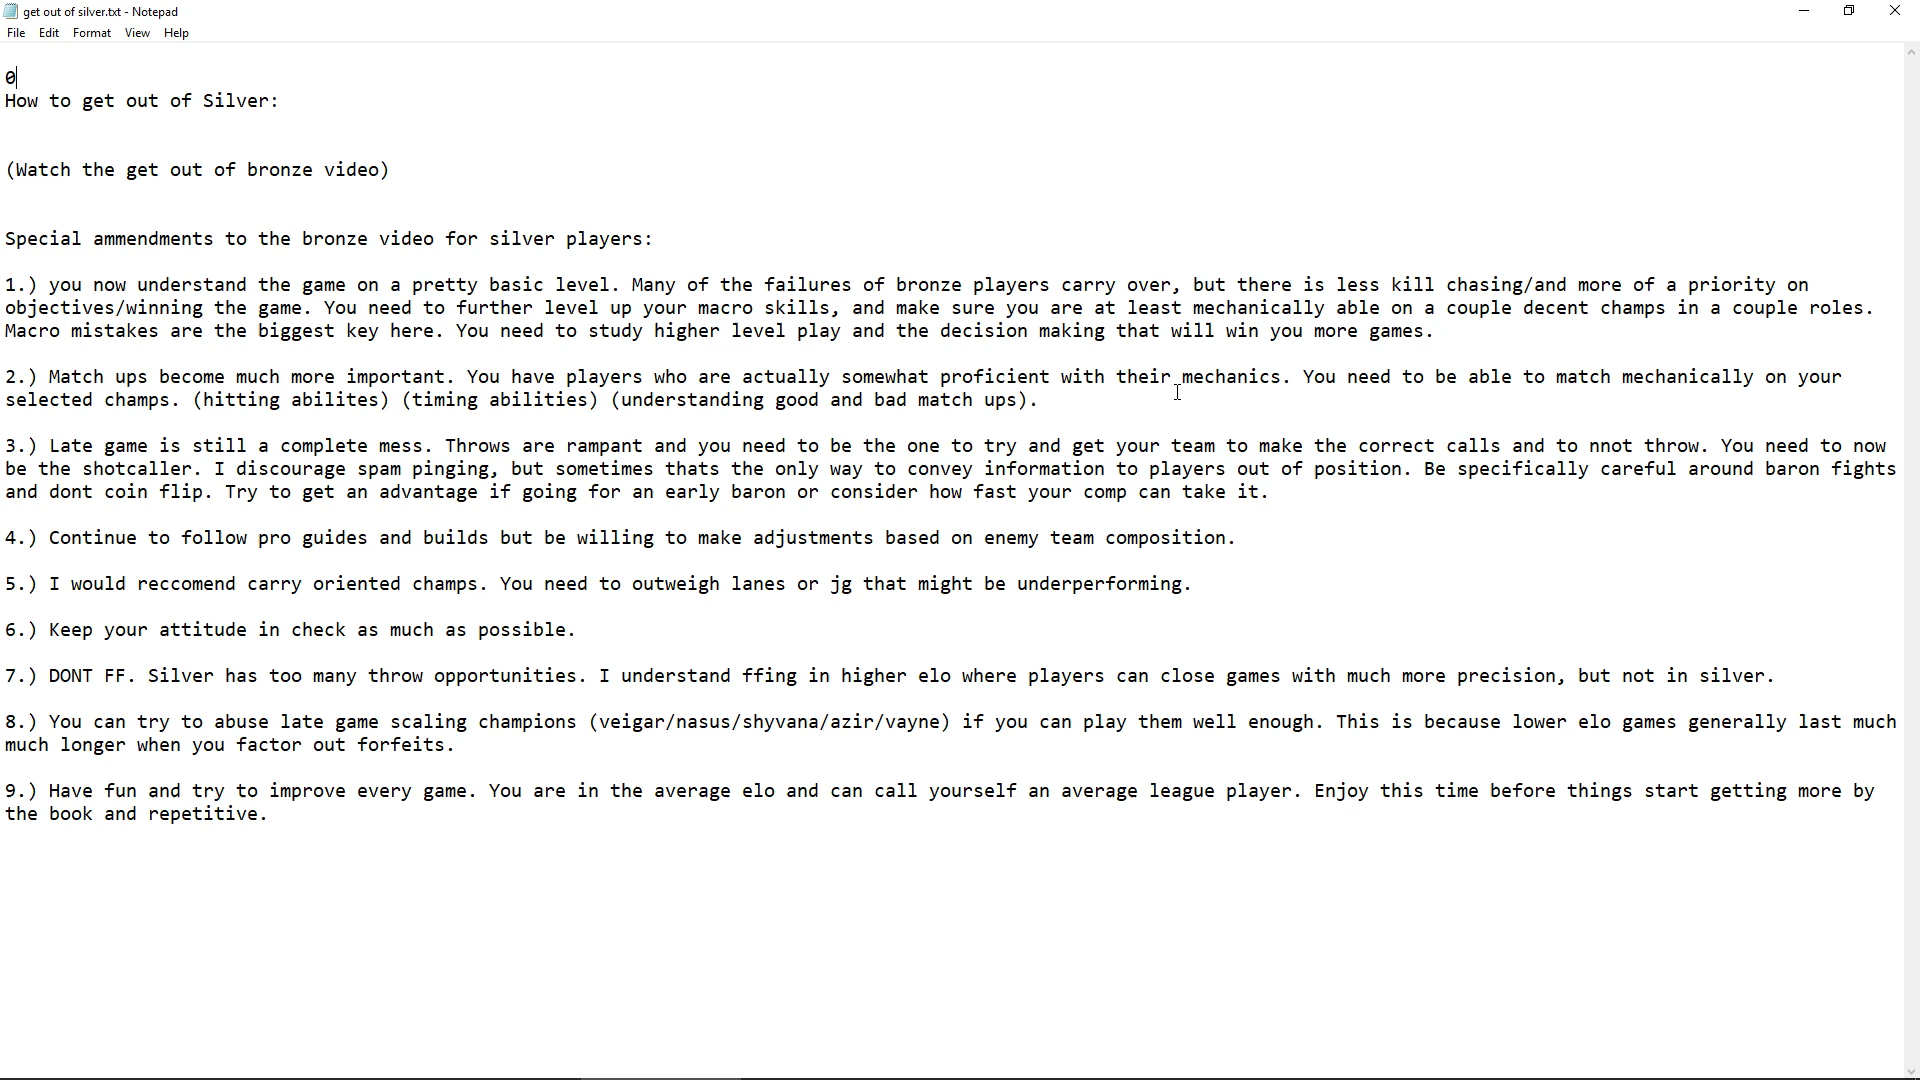 get out of silver.txt - Notepad
File Edit Format View Help
0
How to get out of Silver:
(Watch the get out of bronze video)
Special ammendments to the bronze video for silver players:
1.) you now understand the game on a pretty basic level. Many of the failures of bronze players carry over, but there is less kill chasing/and more of a priority on
objectives/winning the game. You need to further level up your macro skills, and make sure you are at least mechanically able on a couple decent champs in a couple roles.
Macro mistakes are the biggest key here. You need to study higher level play and the decision making that will win you more games.
2.) Match ups become much more important. You have players who are actually somewhat proficient with their mechanics. You need to be able to match mechanically on your
selected champs. (hitting abilites) (timing abilities) (understanding good and bad match ups).
3.) Late game is still a complete mess. Throws are rampant and you need to be the one to try and get your team to make the correct calls and to nnot throw. You need to now
be the shotcaller. I discourage spam pinging, but sometimes thats the only way to convey information to players out of position. Be specifically careful around baron fights
and dont coin flip. Try to get an advantage if going for an early baron or consider how fast your comp can take it.
4.) Continue to follow pro guides and builds but be willing to make adjustments based on enemy team composition.
5.) I would reccomend carry oriented champs. You need to outweigh lanes or jg that might be underperforming.
6.) Keep your attitude in check as much as possible.
7.) DONT FF. Silver has too many throw opportunities. I understand ffing in higher elo where players can close games with much more precision, but not in silver.
8.) You can try to abuse late game scaling champions (veigar/nasus/shyvana/azir/vayne) if you can play them well enough. This is because lower elo games generally last much
much longer when you factor out forfeits.
9.) Have fun and try to improve every game. You are in the average elo and can call yourself an average league player. Enjoy this time before things start getting more by
the book and repetitive.